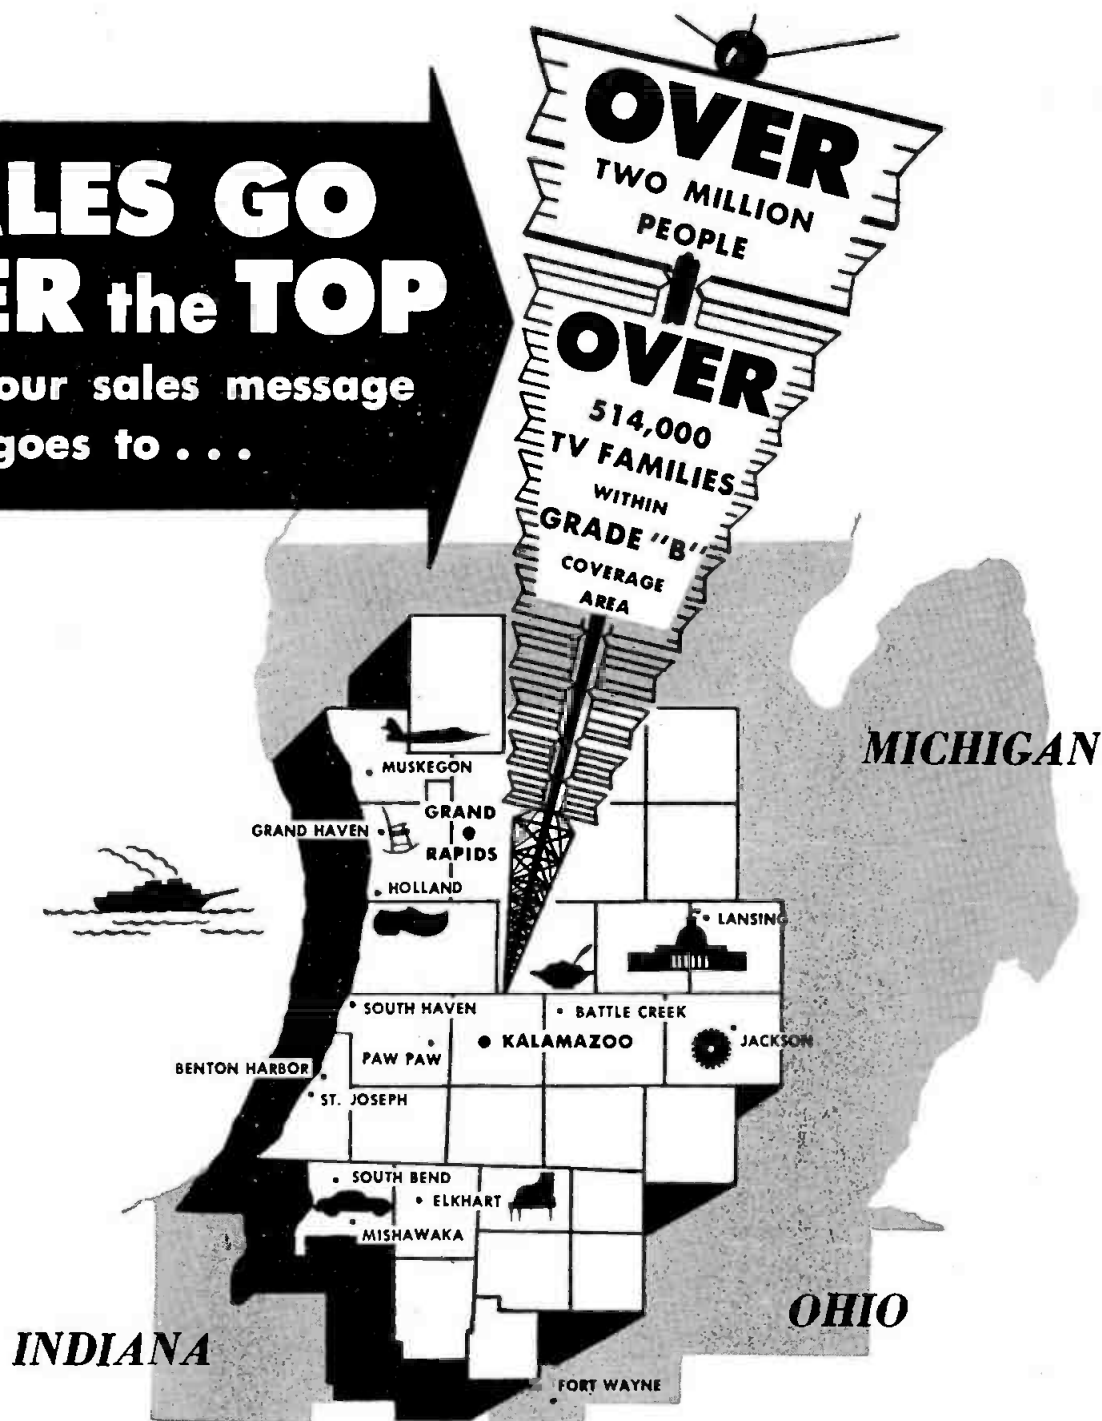 ALES GO
ER the TOP
our sales message
goes to . . .
OVER
TWO MILLION
PEOPLE
OVER
514,000
TV FAMILIES
WITHIN
GRADE "B"
COVERAGE
AREA
MICHIGAN
MUSKEGON
GRAND HAVEN
GRAND
RAPIDS
HOLLAND
LANSING
SOUTH HAVEN
BATTLE CREEK
PAW PAW
KALAMAZOO
JACKSON
BENTON HARBOR
ST. JOSEPH
SOUTH BEND
ELKHART
MISHAWAKA
OHIO
INDIANA
FORT WAYNE